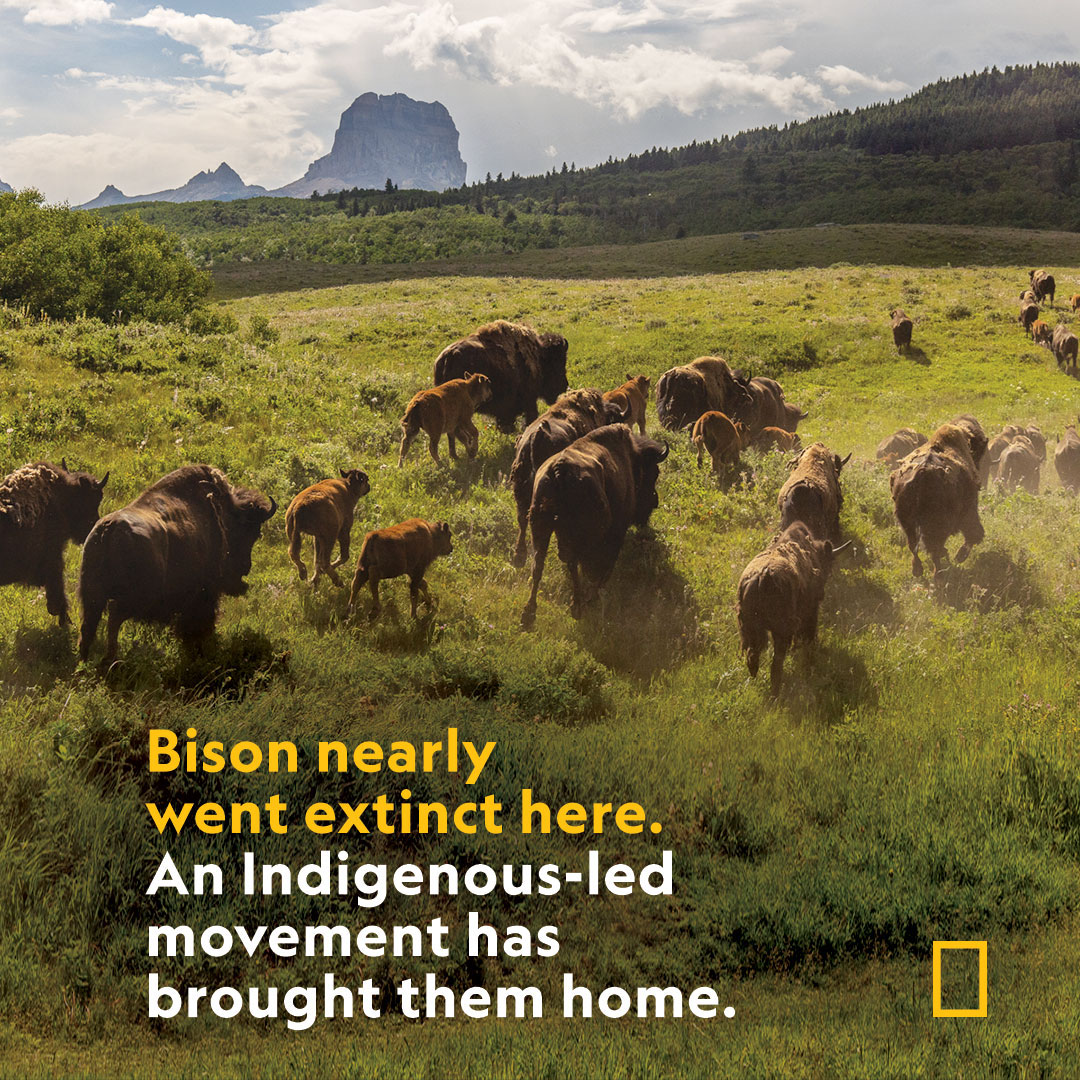 Bison nearly
went extinct here.
An Indigenous-led
movement has
brought them home.